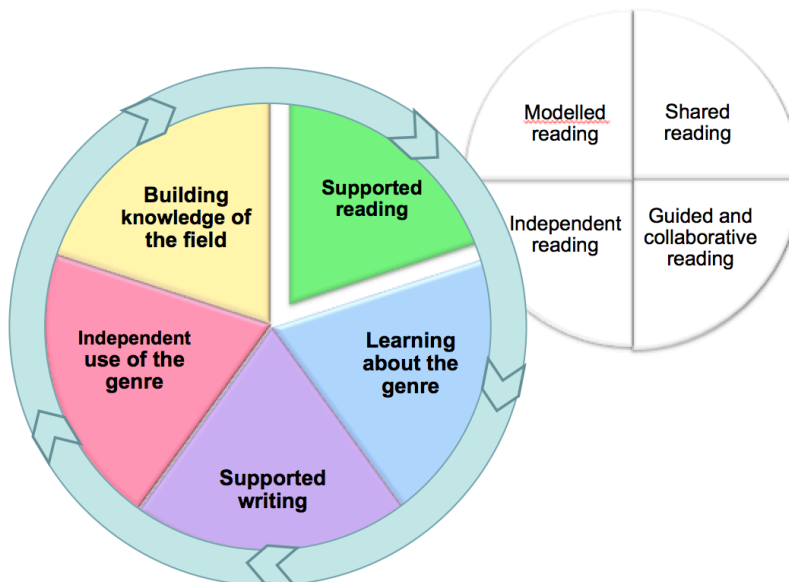 Building
knowledge of
the field
Supported
reading
Learning
about the
genre
Supported
writing
Independent
use of the
genre
Modelled
reading
Shared
reading
Independent
reading
Guided and
collaborative
reading